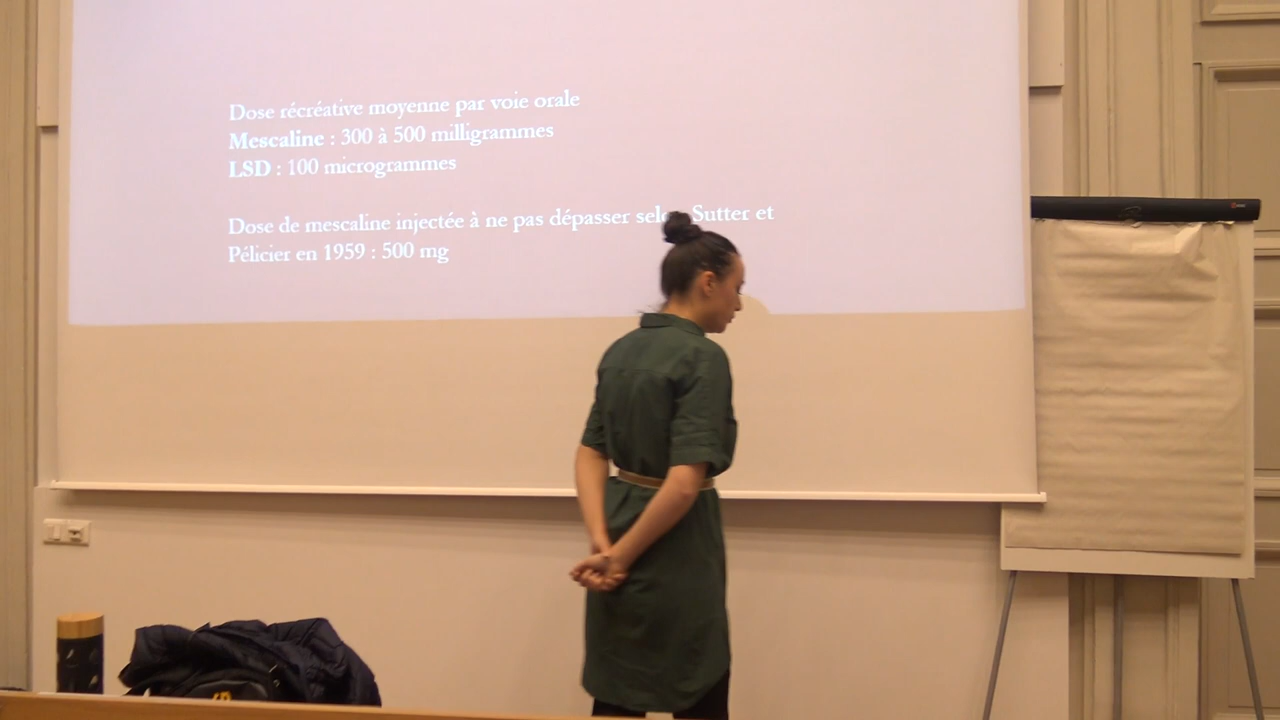 Dose récréative moyenne par voie orale
Mescaline : 300 à 500 milligrammes
LSD : 100 microgrammes
Dose de mescaline injectée à ne pas dépasser selon Sutter et
Pélicier en 1959 : 500 mg